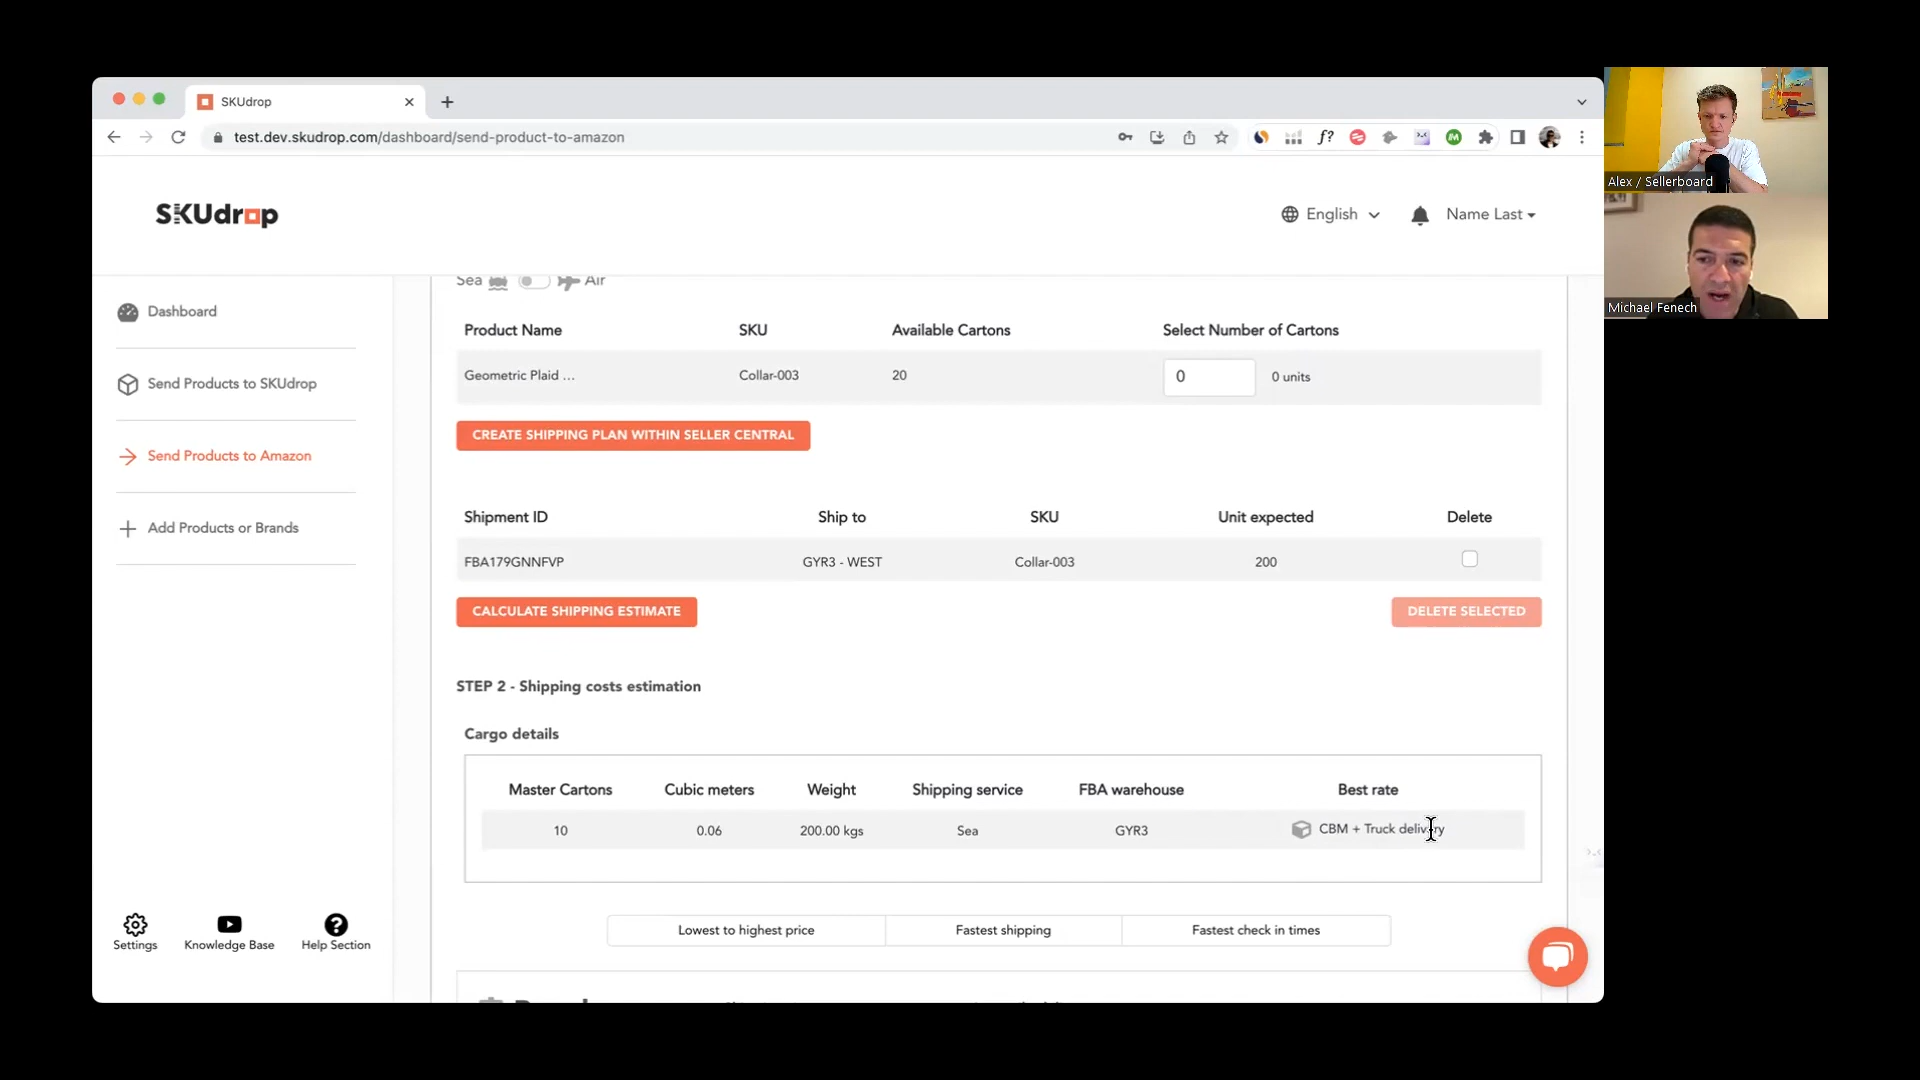 SKUdrop
test.dev.skudrop.com/dashboard/send-product-to-amazon
Alex / Sellerboard
Michael Fenech
SKUdrop
English
Name Last
Dashboard
Send Products to SKUdrop
Send Products to Amazon
Add Products or Brands
Settings
Knowledge Base
Help Section
Sea Air
Product Name SKU Available Cartons Select Number of Cartons
Geometric Plaid ... Collar-003 20 0 0 units
CREATE SHIPPING PLAN WITHIN SELLER CENTRAL
Shipment ID Ship to SKU Unit expected Delete
FBA179GNNFVP GYR3 - WEST Collar-003 200
CALCULATE SHIPPING ESTIMATE DELETE SELECTED
STEP 2 - Shipping costs estimation
Cargo details
Master Cartons Cubic meters Weight Shipping service FBA warehouse Best rate
10 0.06 200.00 kgs Sea GYR3 CBM + Truck delivery
Lowest to highest price Fastest shipping Fastest check in times